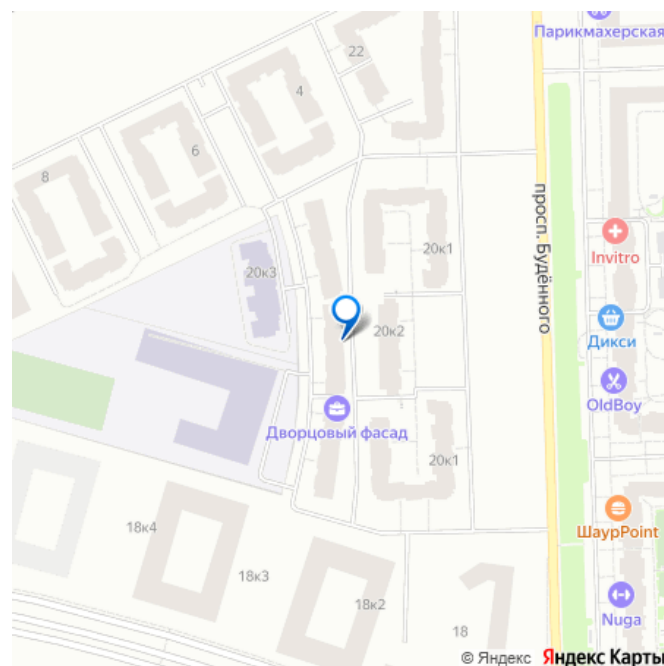 Парикмахерская
22
4
6
8
20к1
просп. Будённого
Invitro
20к3
20к2
Дикси
OldBoy
Дворцовый фасад
20к1
ШаурPoint
18к4
18к3
18к2
18
Nuga
© Яндекс Яндекс Карты